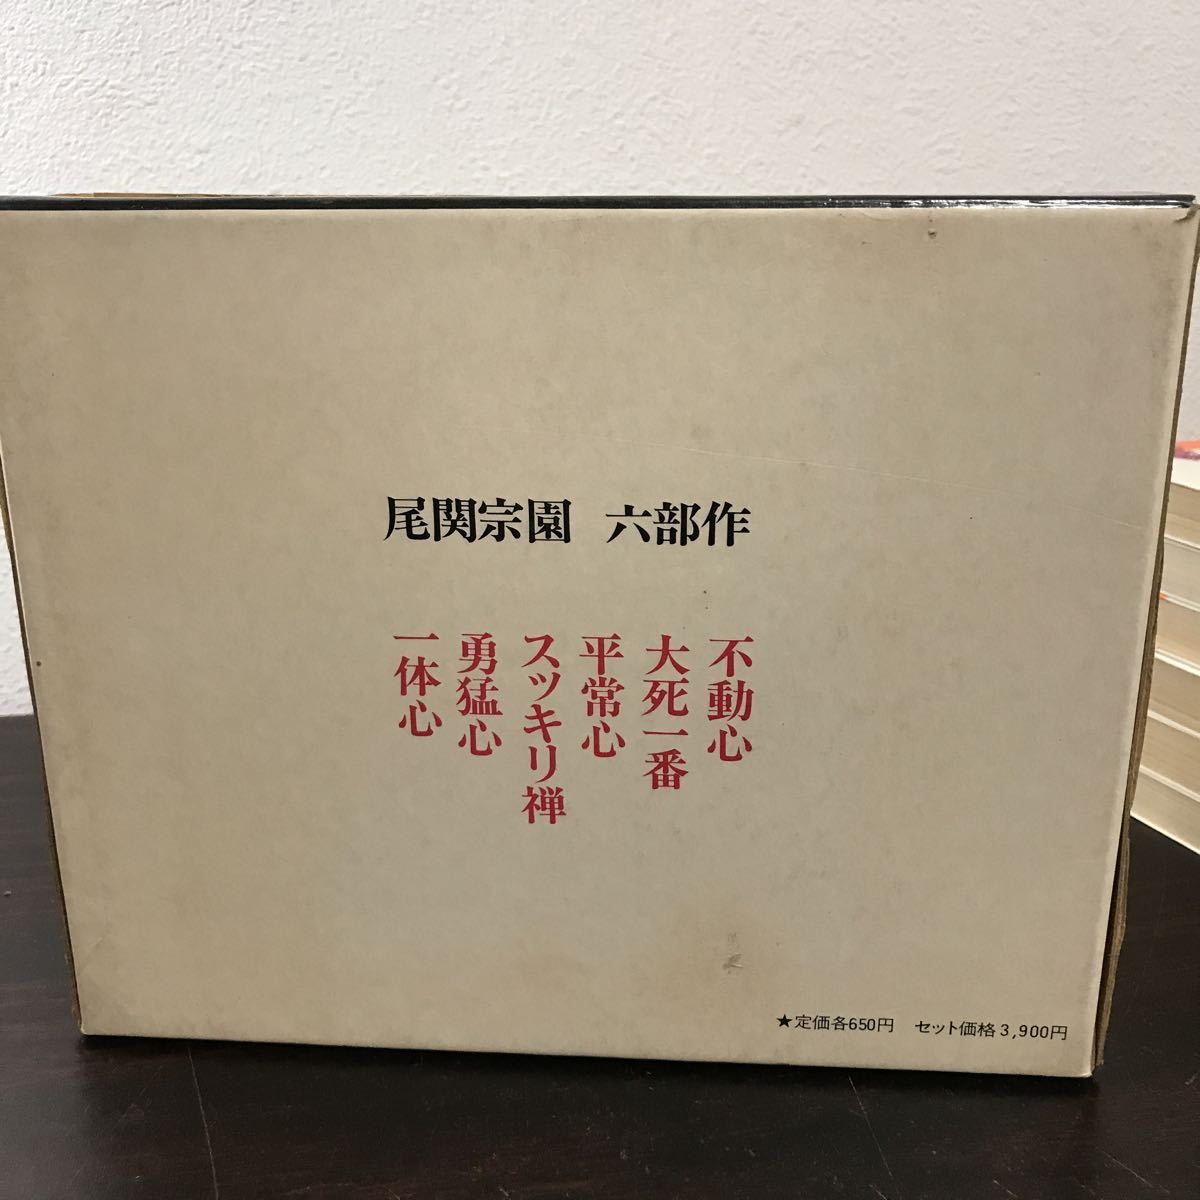 尾関宗園 六部作
不動心
大死一番
平常心
スッキリ禅
勇猛心
一体心
★定価各650円 セット価格3,900円